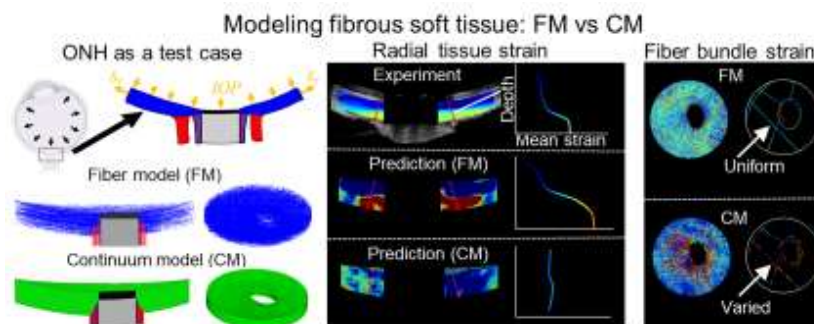 Modeling fibrous soft tissue: FM vs CM
ONH as a test case
IOP
Fiber model (FM)
Continuum model (CM)
Radial tissue strain
Experiment
Depth
Mean strain
Prediction (FM)
Prediction (CM)
Fiber bundle strain
FM
Uniform
CM
Varied